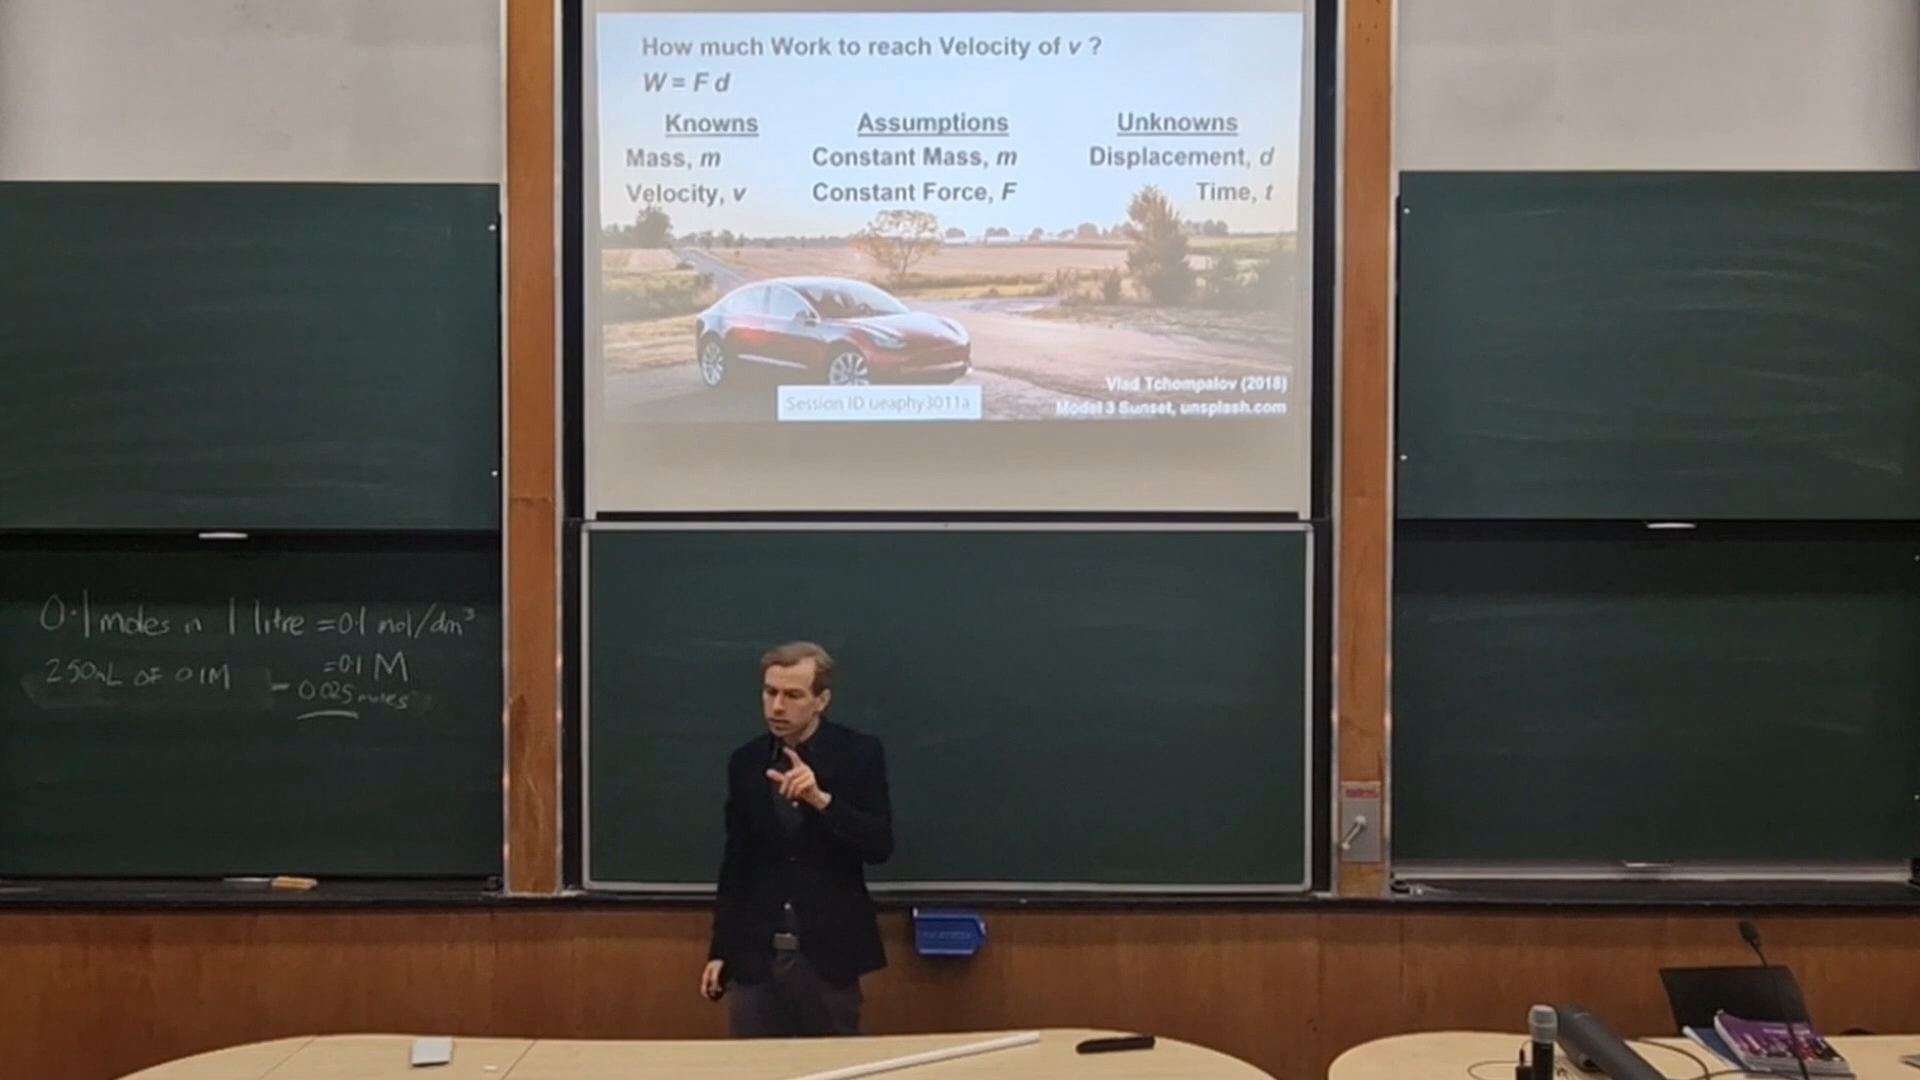 How much Work to reach Velocity of v ?
W = F d
Knowns Assumptions Unknowns
Mass, m Constant Mass, m Displacement, d
Velocity, v Constant Force, F Time, t
Vlad Tchompalov (2018)
Model 3 Sunset, unsplash.com
Session ID ueaphy3011a
0.1 moles in 1 litre = 0.1 mol/dm³
= 0.1 M
250mL OF 0.1M = 0.025 moles